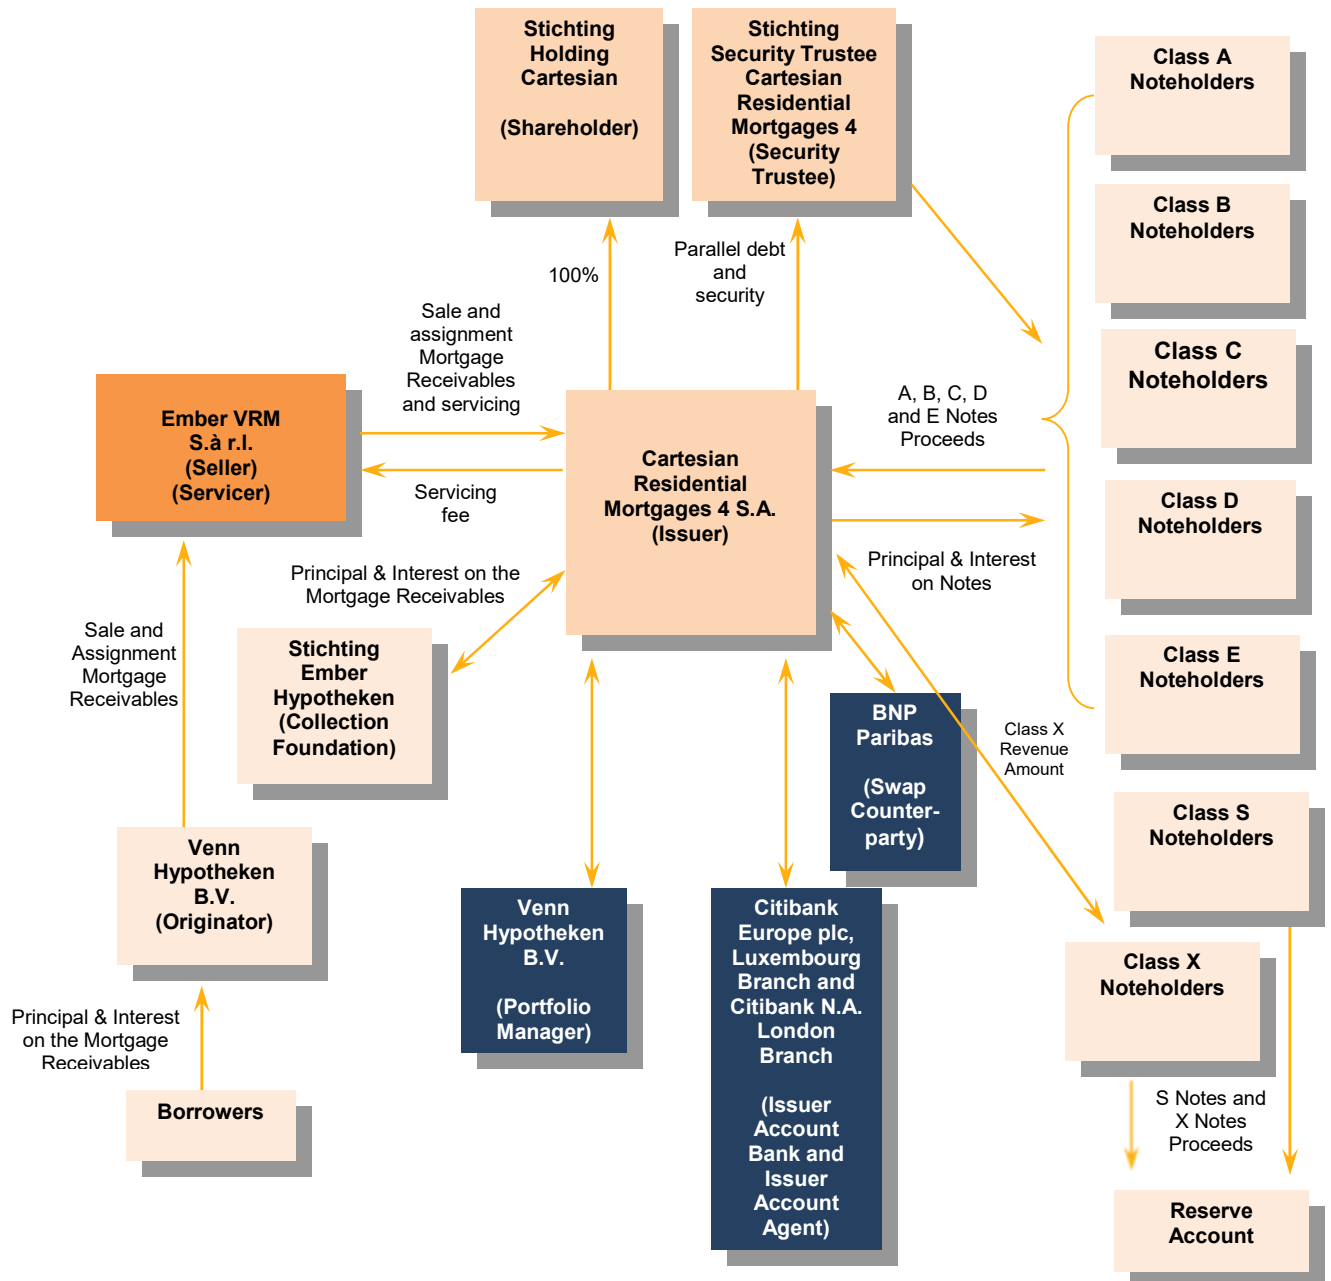 Stichting
Holding
Cartesian
(Shareholder)
Stichting
Security Trustee
Cartesian
Residential
Mortgages 4
(Security
Trustee)
Class A
Noteholders
Class B
Noteholders
Class C
Noteholders
Class D
Noteholders
Class E
Noteholders
Class S
Noteholders
Class X
Noteholders
100%
Parallel debt
and
security
Sale and
assignment
Mortgage
Receivables
and servicing
Ember VRM
S.à r.l.
(Seller)
(Servicer)
Servicing
fee
Cartesian
Residential
Mortgages 4 S.A.
(Issuer)
A, B, C, D
and E Notes
Proceeds
Principal & Interest
on Notes
Principal & Interest on the
Mortgage Receivables
Sale and
Assignment
Mortgage
Receivables
Stichting
Ember
Hypotheken
(Collection
Foundation)
BNP
Paribas
(Swap
Counter-
party)
Class X
Revenue
Amount
Venn
Hypotheken
B.V.
(Originator)
Venn
Hypotheken
B.V.
(Portfolio
Manager)
Citibank
Europe plc,
Luxembourg
Branch and
Citibank N.A.
London
Branch
(Issuer
Account
Bank and
Issuer
Account
Agent)
Principal & Interest
on the Mortgage
Receivables
Borrowers
S Notes and
X Notes
Proceeds
Reserve
Account